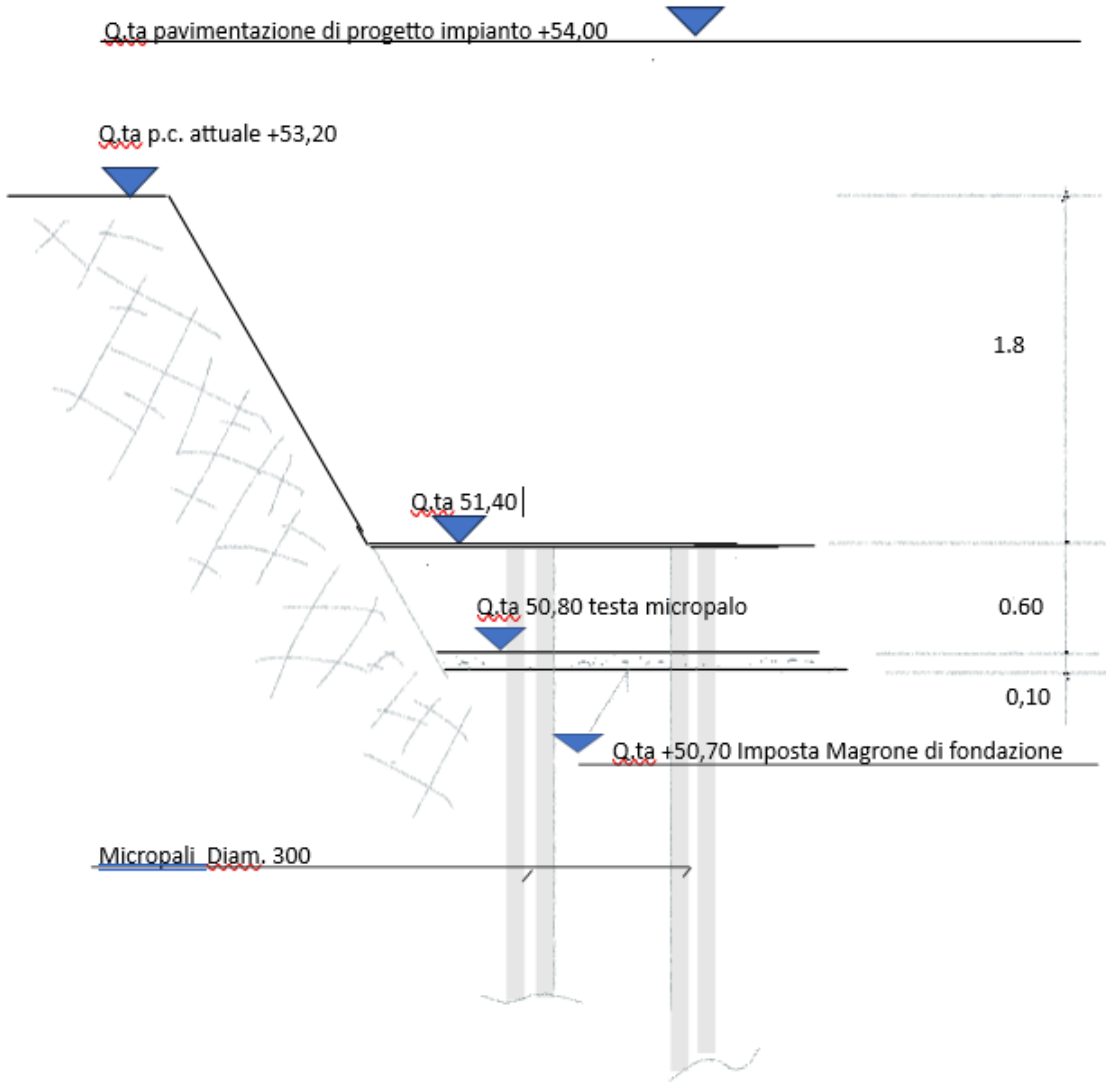 Q.ta pavimentazione di progetto impianto +54,00
Q.ta p.c. attuale +53,20
1.8
Q.ta 51,40
Q.ta 50,80 testa micropalo
0.60
0,10
Q.ta +50,70 Imposta Magrone di fondazione
Micropali Diam. 300